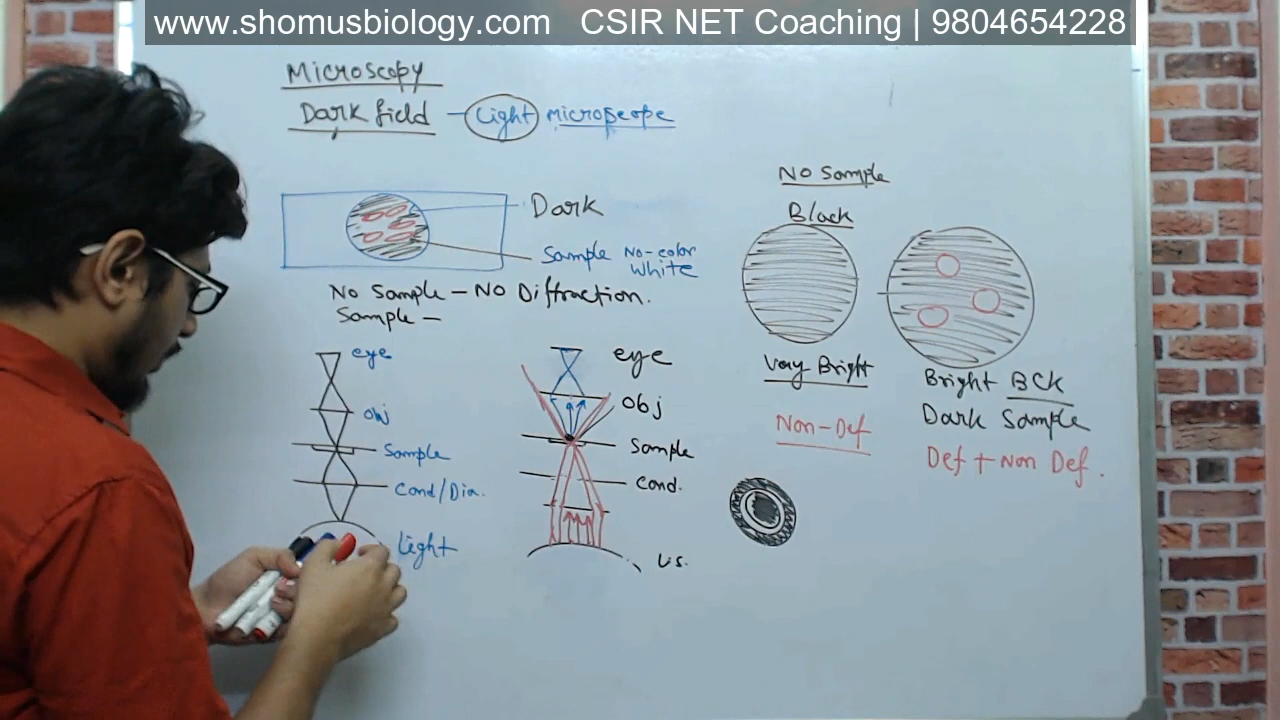 www.shomusbiology.com CSIR NET Coaching | 9804654228
Microscopy
Dark field - Light microscope
Dark
Sample No-color
White
No Sample - NO Diffraction.
Sample -
eye
obj
Sample
Cond/Dia.
Light
eye
obj
Sample
Cond.
L.S.
No Sample
Black
Very Bright
Non-Def
Bright BCK
Dark Sample
Def + Non Def.